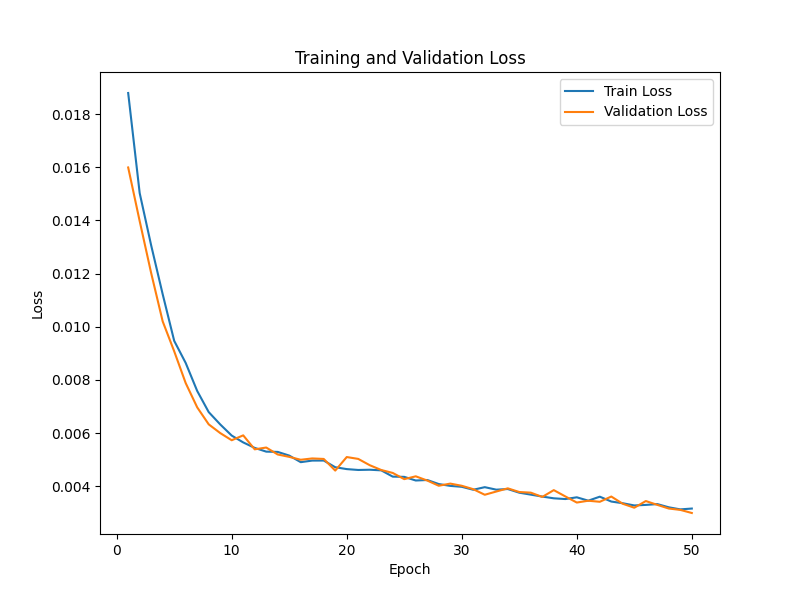 Training and Validation Loss
Train Loss
Validation Loss
0.018
0.016
0.014
0.012
0.010
0.008
0.006
0.004
Loss
0 10 20 30 40 50
Epoch